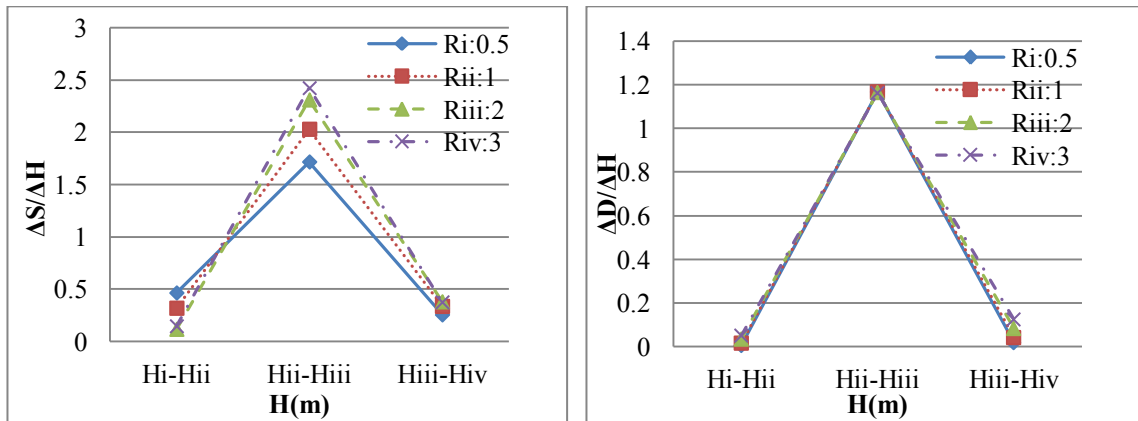 3
2.5
2
1.5
1
0.5
0
ΔS/ΔH
Ri:0.5
Rii:1
Riii:2
Riv:3
Hi-Hii
Hii-Hiii
Hiii-Hiv
H(m)
1.4
1.2
1
0.8
0.6
0.4
0.2
0
ΔD/ΔH
Ri:0.5
Rii:1
Riii:2
Riv:3
Hi-Hii
Hii-Hiii
Hiii-Hiv
H(m)